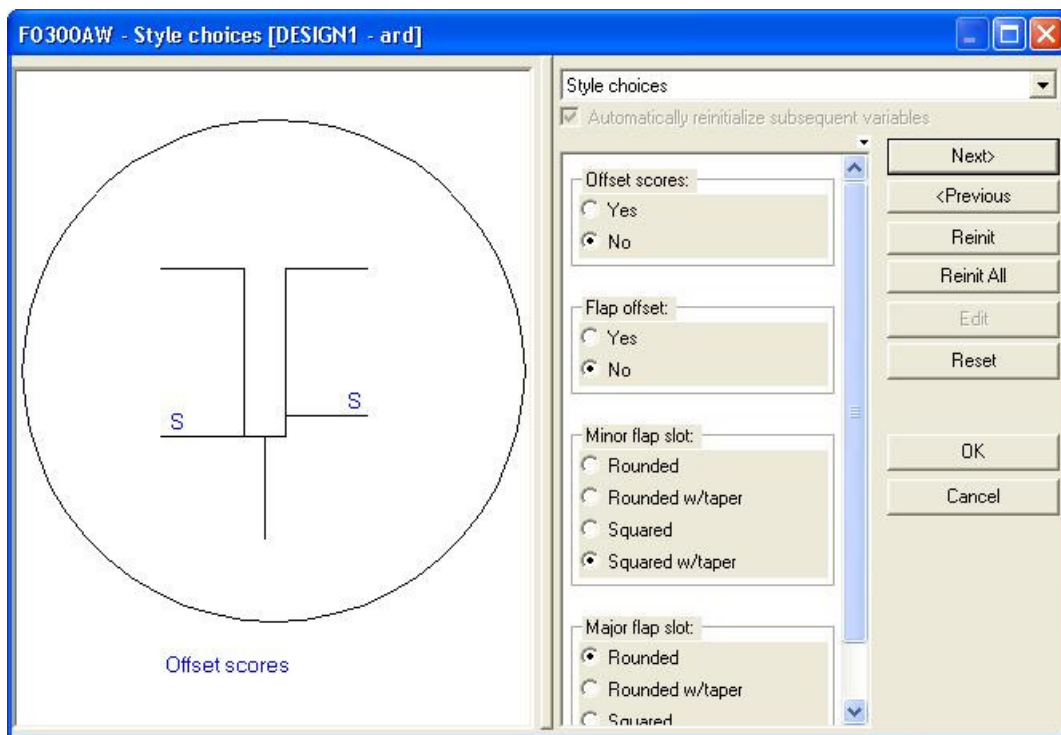 F0300AW - Style choices [DESIGN1 - ard]
S
S
Offset scores
Style choices
Automatically reinitialize subsequent variables
Offset scores:
Yes
No
Flap offset:
Yes
No
Minor flap slot:
Rounded
Rounded w/taper
Squared
Squared w/taper
Major flap slot:
Rounded
Rounded w/taper
Squared
Next>
<Previous
Reinit
Reinit All
Edit
Reset
OK
Cancel